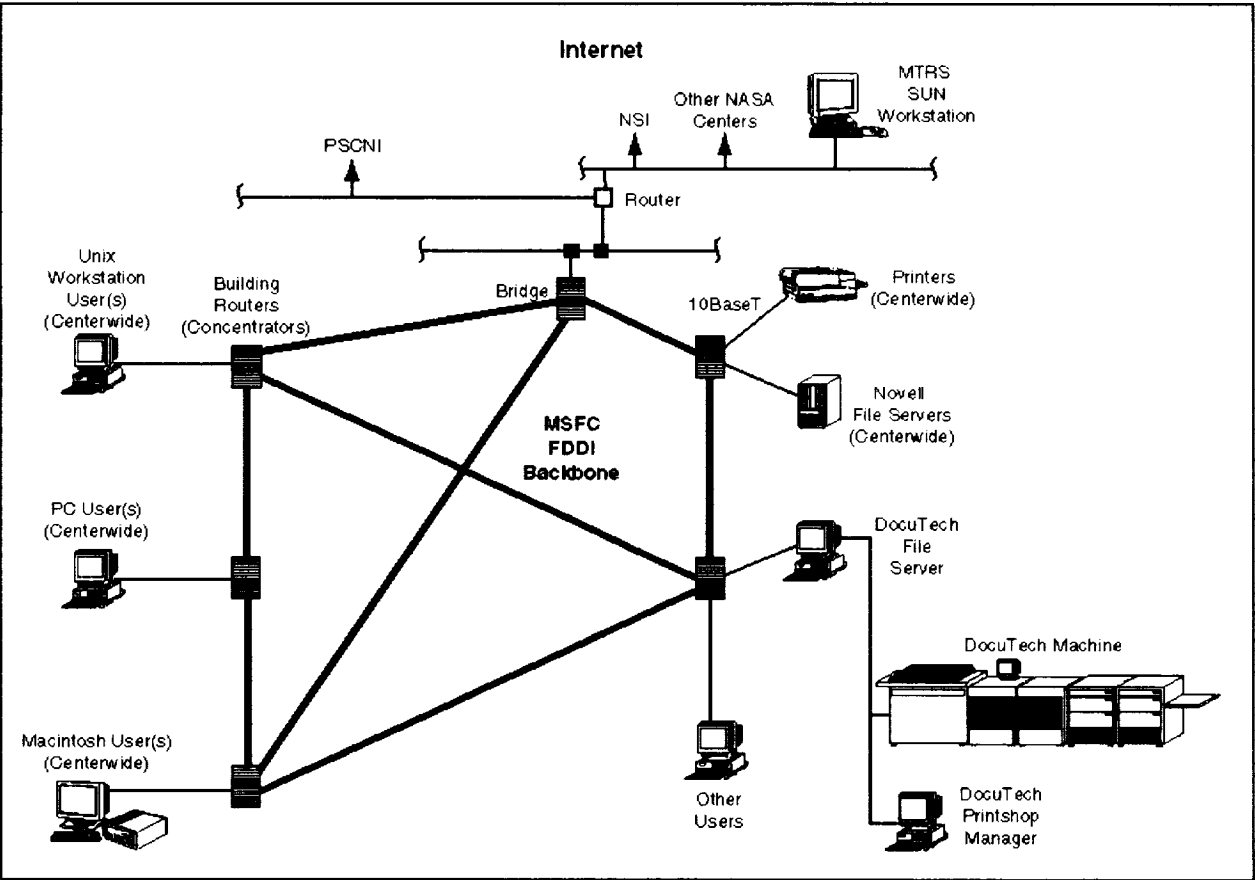 Internet
MTRS
SUN
Workstation
Other NASA
Centers
NSI
PSCNI
Router
Unix
Workstation
User(s)
(Centerwide)
Building
Routers
(Concentrators)
Bridge
10BaseT
Printers
(Centerwide)
Novell
File Servers
(Centerwide)
MSFC
FDDI
Backbone
PC User(s)
(Centerwide)
DocuTech
File
Server
DocuTech Machine
Macintosh User(s)
(Centerwide)
Other
Users
DocuTech
Printshop
Manager